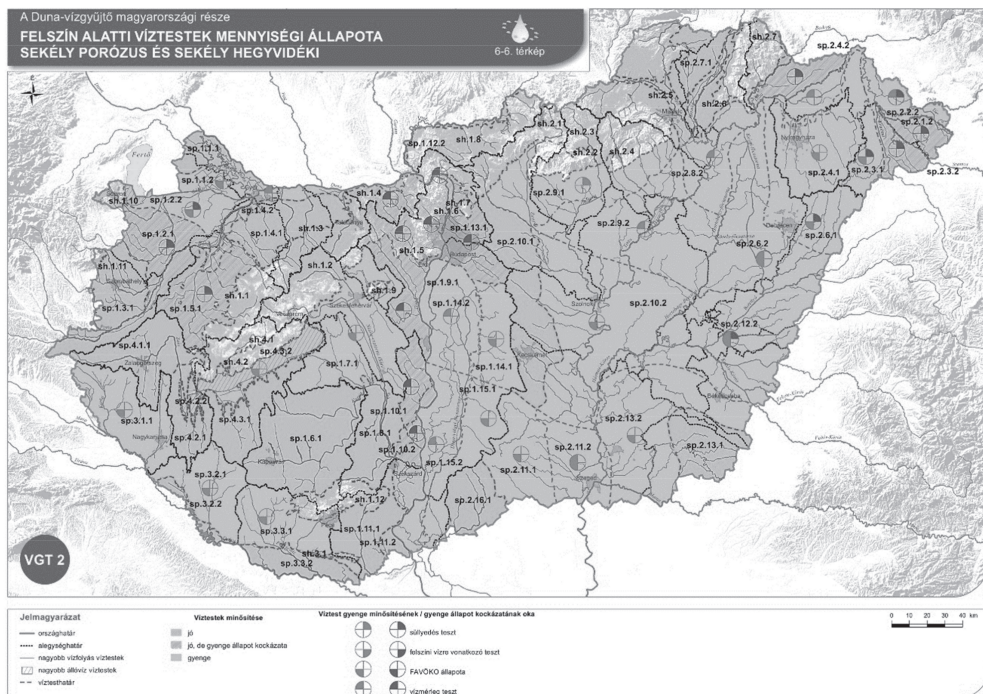 A Duna-vízgyűjtő magyarországi része
FELSZÍN ALATTI VÍZTESTEK MENNYISÉGI ÁLLAPOTA
SEKÉLY PORÓZUS ÉS SEKÉLY HEGYVIDÉKI
6-6. térkép
sh.2.7
sp.2.4.2
sp.2.7.1
sh.2.5
sh.2.6
sp.2.2.2
sp.2.1.2
sp.2.3.2
sp.2.3.1
sp.2.4.1
sh.2.1
sh.1.8
sp.1.12.2
sh.2.3
sh.2.2
sh.2.4
sp.2.8.2
sp.2.9.1
sp.2.9.2
Fertő
sp.1.1.1
sp.1.1.2
sh.1.10
sp.1.2.2
sp.1.4.2
sh.1.4
sh.1.7
sh.1.6
sp.1.13.1
sh.1.5
Budapest
sp.2.10.1
sp.1.2.1
sp.1.4.1
sh.1.3
sp.2.6.1
sp.2.6.2
sh.1.11
sh.1.2
sh.1.9
sp.1.9.1
sp.1.14.2
Szolnok
sp.2.10.2
sp.1.3.1
sp.1.5.1
sh.1.1
sp.2.12.2
sp.4.1.1
sh.4.1
sp.4.3.2
sh.4.2
sp.1.7.1
sp.1.14.1
Kecskemét
sp.1.15.1
Zalaegerszeg
sp.4.2.2
sp.4.3.1
sp.1.10.1
Békéscsaba
sp.3.1.1
Nagykanizsa
sp.4.2.1
sp.1.6.1
sp.1.8.1
sp.1.10.2
sp.2.13.2
sp.2.13.1
Kaposvár
Szekszárd
sp.1.15.2
sp.2.11.1
sp.2.11.2
Szeged
sp.3.2.1
sp.3.2.2
sh.1.12
sp.2.16.1
sp.3.3.1
sp.1.11.1
sp.1.11.2
sh.3.1
sp.3.3.2
VGT 2
Jelmagyarázat
országhatár
alegységhatár
nagyobb vízfolyás víztestek
nagyobb állóvíz víztestek
víztesthatár
Víztestek minősítése
jó
jó, de gyenge állapot kockázata
gyenge
Víztest gyenge minősítésének / gyenge állapot kockázatának oka
süllyedés teszt
felszíni vízre vonatkozó teszt
FAVÖKO állapota
vízmérleg teszt
0 10 20 30 40 km